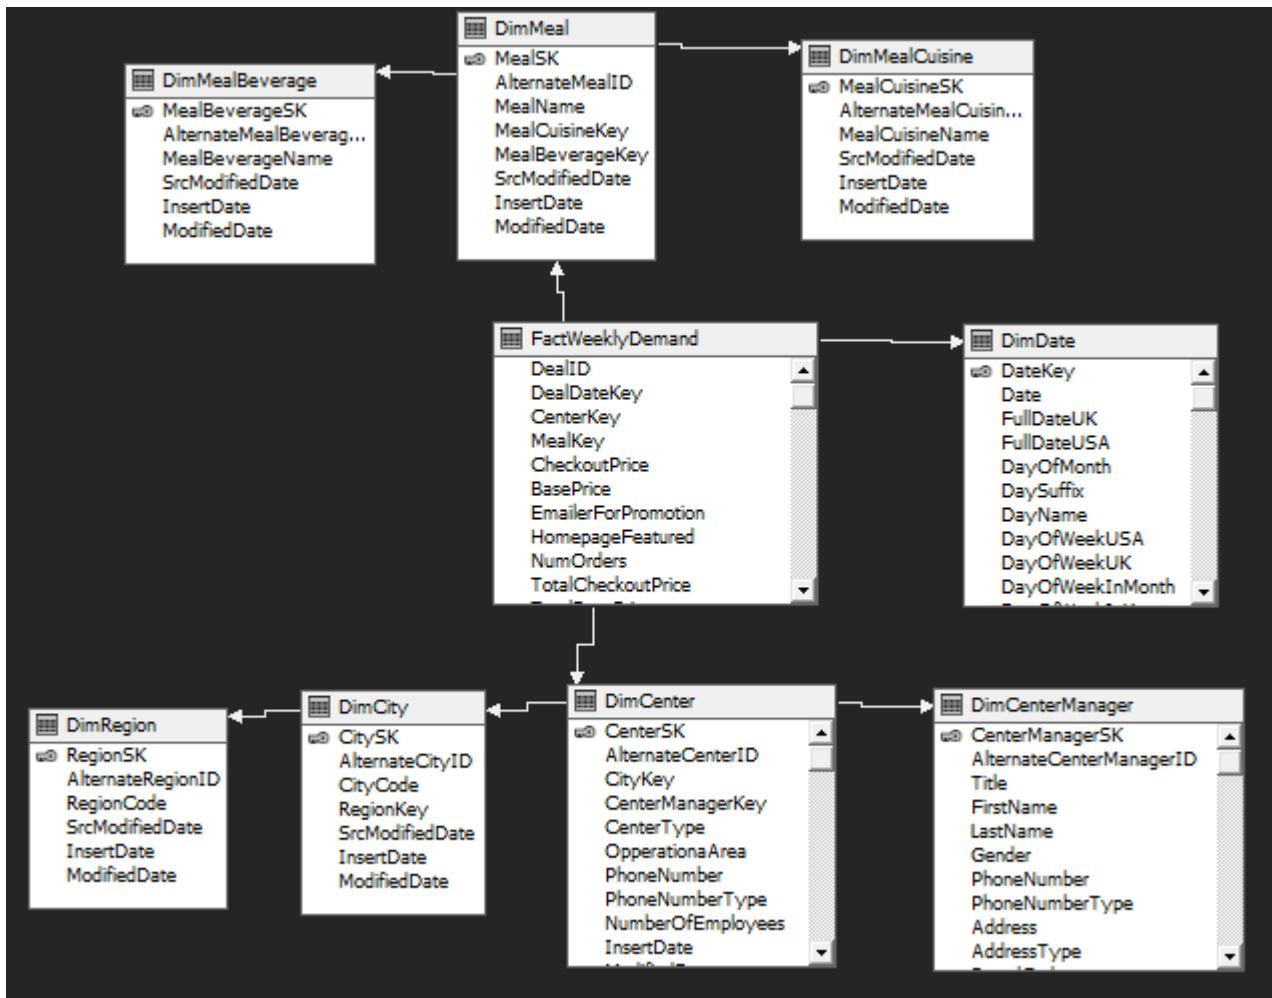 DimMeal
MealSK
AlternateMealID
MealName
MealCuisineKey
MealBeverageKey
SrcModifiedDate
InsertDate
ModifiedDate
DimMealBeverage
MealBeverageSK
AlternateMealBeverag...
MealBeverageName
SrcModifiedDate
InsertDate
ModifiedDate
DimMealCuisine
MealCuisineSK
AlternateMealCuisin...
MealCuisineName
SrcModifiedDate
InsertDate
ModifiedDate
FactWeeklyDemand
DealID
DealDateKey
CenterKey
MealKey
CheckoutPrice
BasePrice
EmailerForPromotion
HomepageFeatured
NumOrders
TotalCheckoutPrice
DimDate
DateKey
Date
FullDateUK
FullDateUSA
DayOfMonth
DaySuffix
DayName
DayOfWeekUSA
DayOfWeekUK
DayOfWeekInMonth
DimRegion
RegionSK
AlternateRegionID
RegionCode
SrcModifiedDate
InsertDate
ModifiedDate
DimCity
CitySK
AlternateCityID
CityCode
RegionKey
SrcModifiedDate
InsertDate
ModifiedDate
DimCenter
CenterSK
AlternateCenterID
CityKey
CenterManagerKey
CenterType
OpperationaArea
PhoneNumber
PhoneNumberType
NumberOfEmployees
InsertDate
DimCenterManager
CenterManagerSK
AlternateCenterManagerID
Title
FirstName
LastName
Gender
PhoneNumber
PhoneNumberType
Address
AddressType